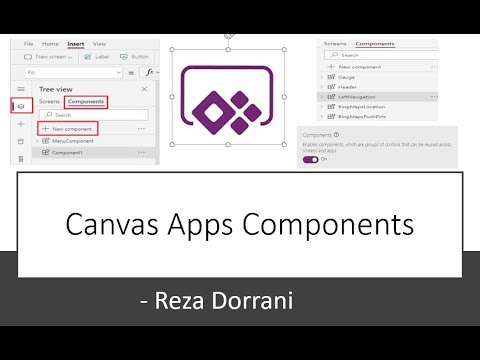 File Home Insert View
New screen Label Button
Fill fx
Tree view
Screens Components
Search
New component
MenuComponent
Component1
Screens Components
Search
New component
Gauge
Header
LeftNavigation
BingMapsLocation
BingMapsPushPins
Components
Enables components, which are groups of controls that can be reused across
screens and apps.
On
Canvas Apps Components
- Reza Dorrani